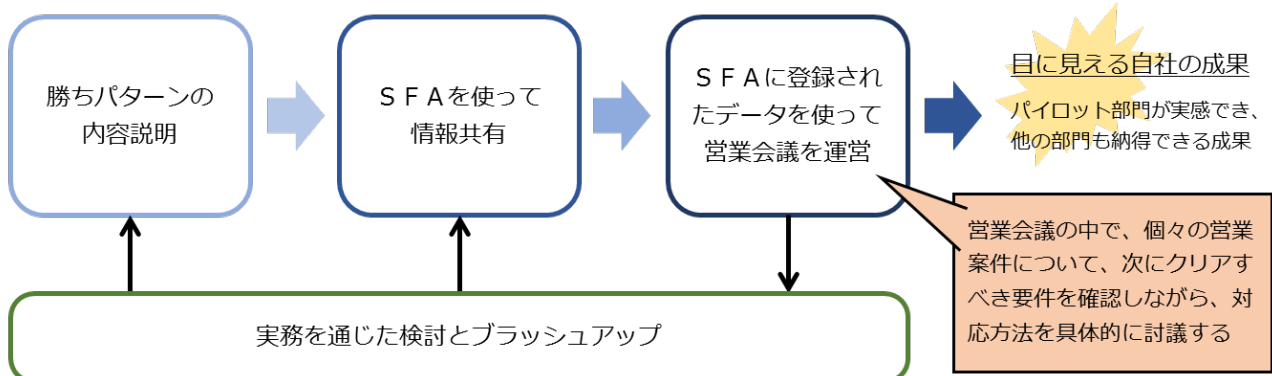 勝ちパターンの
内容説明
ＳＦＡを使って
情報共有
ＳＦＡに登録され
たデータを使って
営業会議を運営
目に見える自社の成果
パイロット部門が実感でき、
他の部門も納得できる成果
営業会議の中で、個々の営業
案件について、次にクリアす
べき要件を確認しながら、対
応方法を具体的に討議する
実務を通じた検討とブラッシュアップ